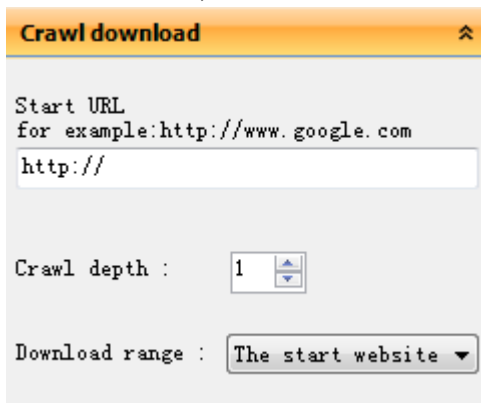 Crawl download
Start URL
for example:http://www.google.com
http://
Crawl depth : 1
Download range : The start website